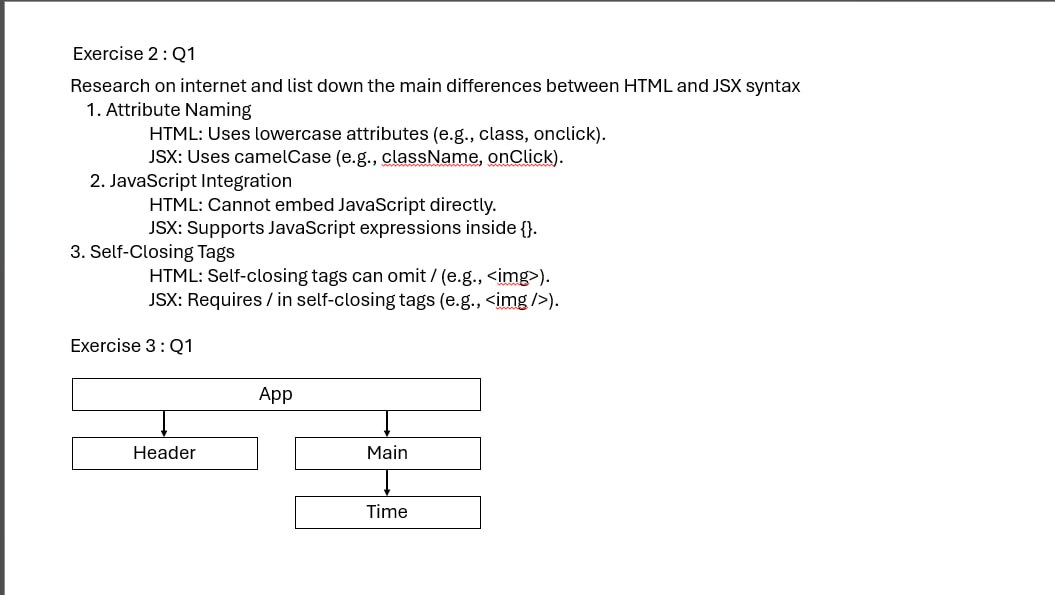 Exercise 2 : Q1
Research on internet and list down the main differences between HTML and JSX syntax
1. Attribute Naming
HTML: Uses lowercase attributes (e.g., class, onclick).
JSX: Uses camelCase (e.g., className, onClick).
2. JavaScript Integration
HTML: Cannot embed JavaScript directly.
JSX: Supports JavaScript expressions inside {}.
3. Self-Closing Tags
HTML: Self-closing tags can omit / (e.g., <img>).
JSX: Requires / in self-closing tags (e.g., <img />).
Exercise 3 : Q1
App
Header
Main
Time